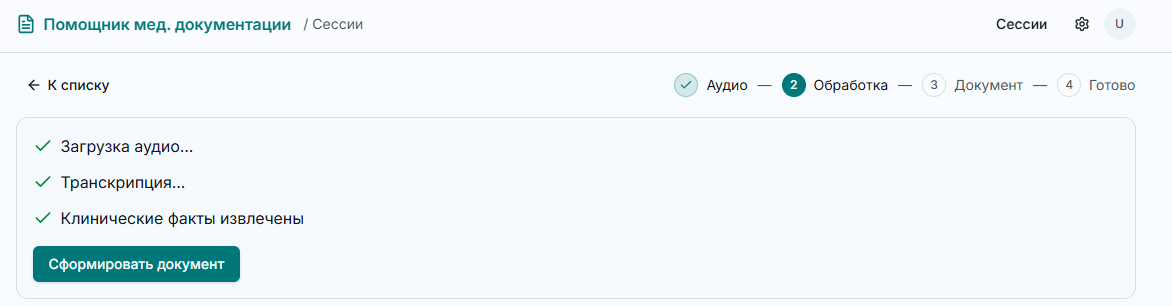 Помощник мед. документации / Сессии Сессии U
← К списку Аудио — 2 Обработка — 3 Документ — 4 Готово
Загрузка аудио...
Транскрипция...
Клинические факты извлечены
Сформировать документ